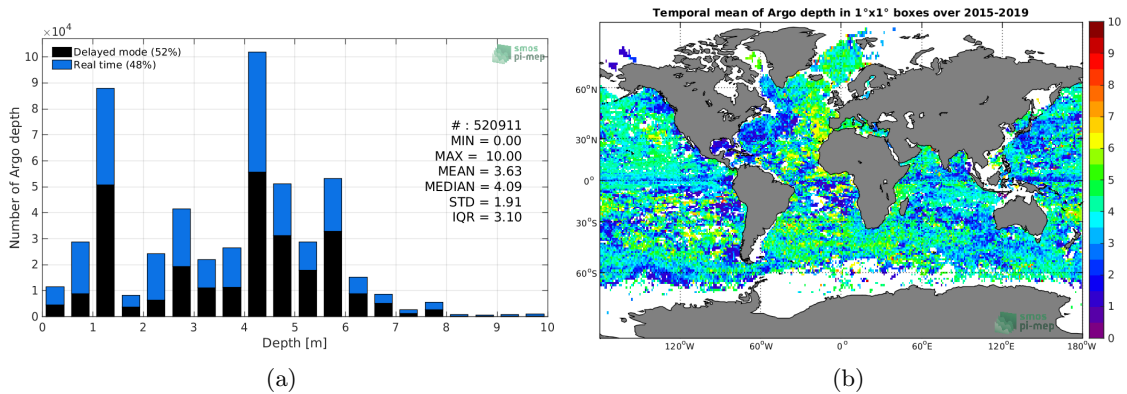 x 10⁴
10
9
8
7
6
5
4
3
2
1
0
Number of Argo depth
Delayed mode (52%)
Real time (48%)
smos
pi-mep
# : 520911
MIN = 0.00
MAX = 10.00
MEAN = 3.63
MEDIAN = 4.09
STD = 1.91
IQR = 3.10
0 1 2 3 4 5 6 7 8 9 10
Depth [m]
(a)
Temporal mean of Argo depth in 1°x1° boxes over 2015-2019
60°N
30°N
0°
30°S
60°S
120°W 60°W 0° 60°E 120°E 180°W
smos
pi-mep
10
9
8
7
6
5
4
3
2
1
0
(b)